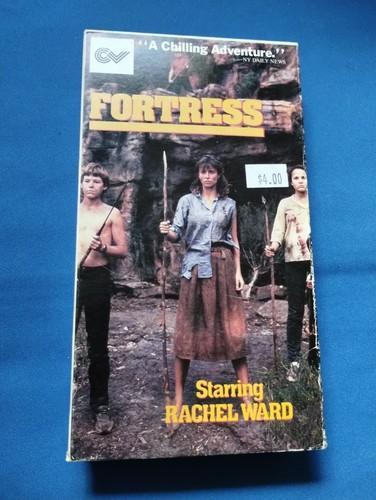 CV
"A Chilling Adventure."
—NY DAILY NEWS
FORTRESS
$4.00
Starring
RACHEL WARD